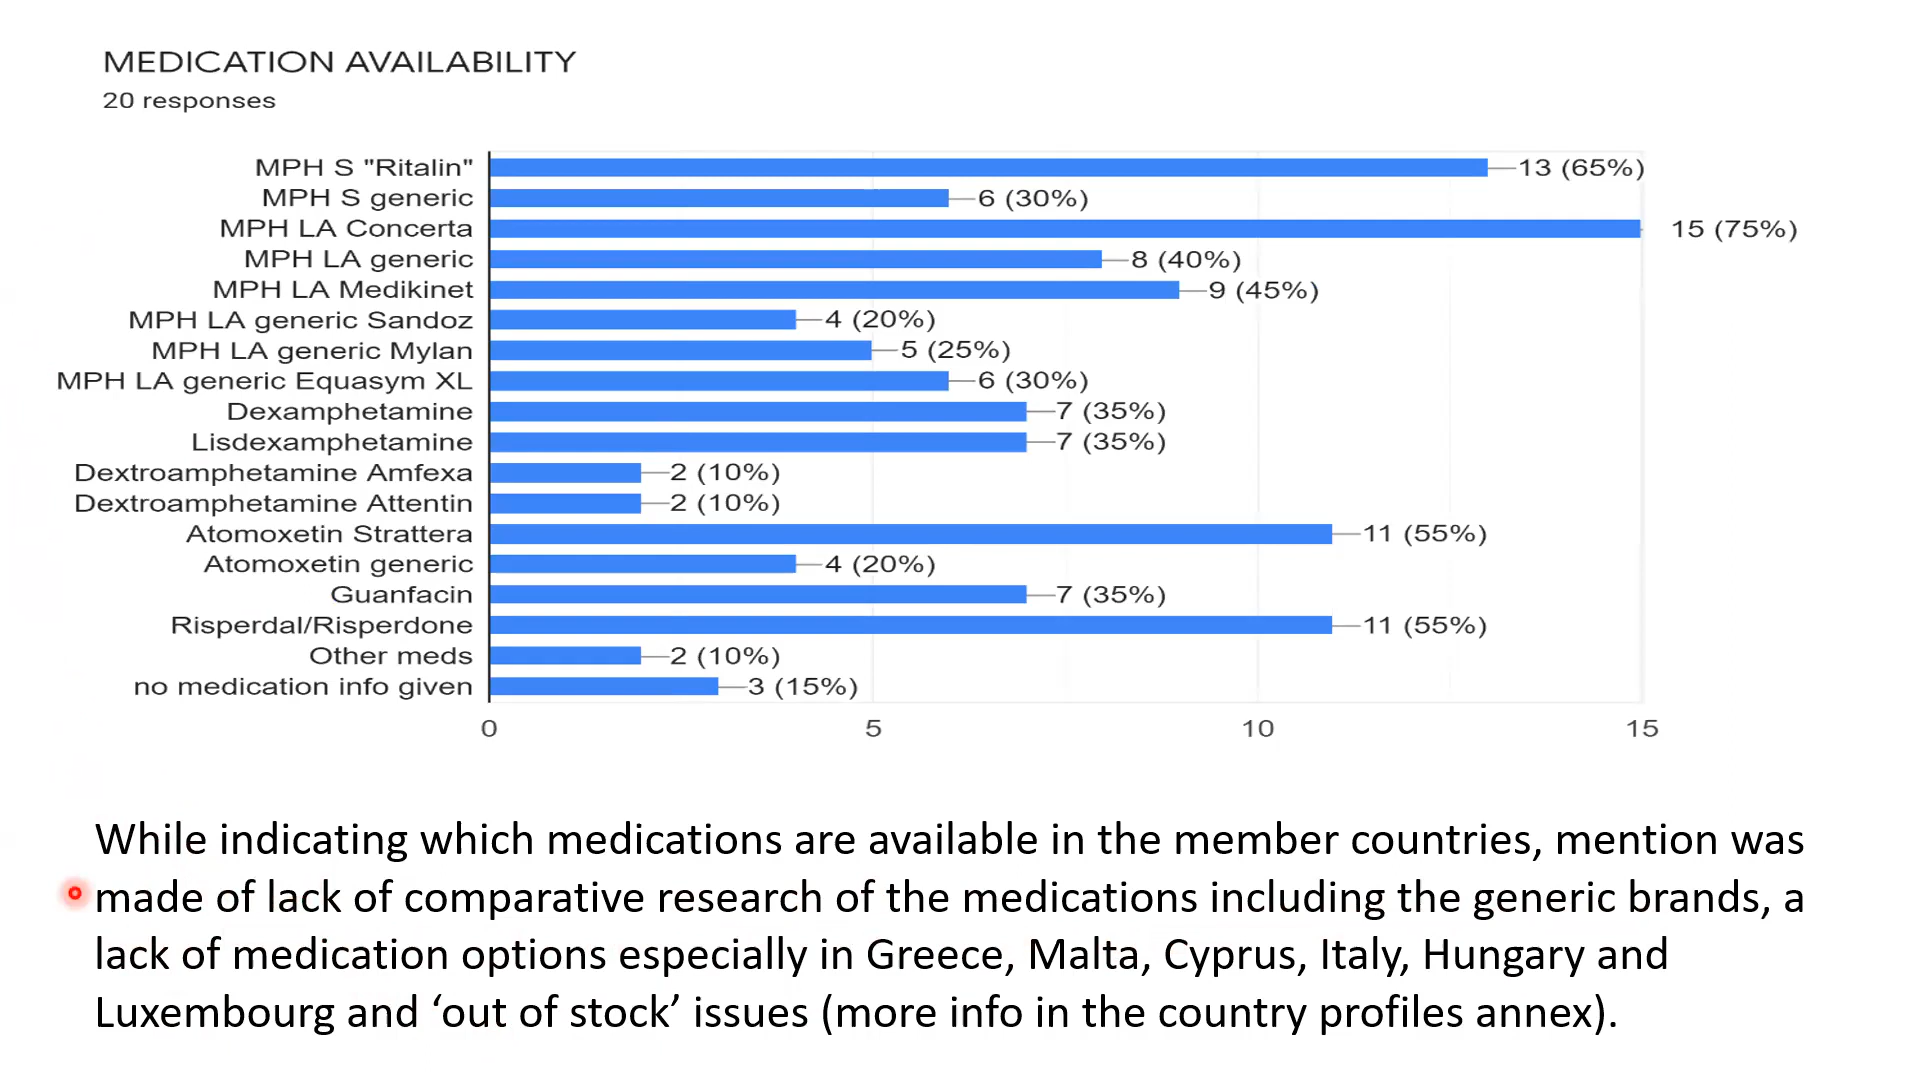 MEDICATION AVAILABILITY
20 responses
MPH S "Ritalin" 13 (65%)
MPH S generic 6 (30%)
MPH LA Concerta 15 (75%)
MPH LA generic 8 (40%)
MPH LA Medikinet 9 (45%)
MPH LA generic Sandoz 4 (20%)
MPH LA generic Mylan 5 (25%)
MPH LA generic Equasym XL 6 (30%)
Dexamphetamine 7 (35%)
Lisdexamphetamine 7 (35%)
Dextroamphetamine Amfexa 2 (10%)
Dextroamphetamine Attentin 2 (10%)
Atomoxetin Strattera 11 (55%)
Atomoxetin generic 4 (20%)
Guanfacin 7 (35%)
Risperdal/Risperdone 11 (55%)
Other meds 2 (10%)
no medication info given 3 (15%)
0 5 10 15
While indicating which medications are available in the member countries, mention was
made of lack of comparative research of the medications including the generic brands, a
lack of medication options especially in Greece, Malta, Cyprus, Italy, Hungary and
Luxembourg and ‘out of stock’ issues (more info in the country profiles annex).